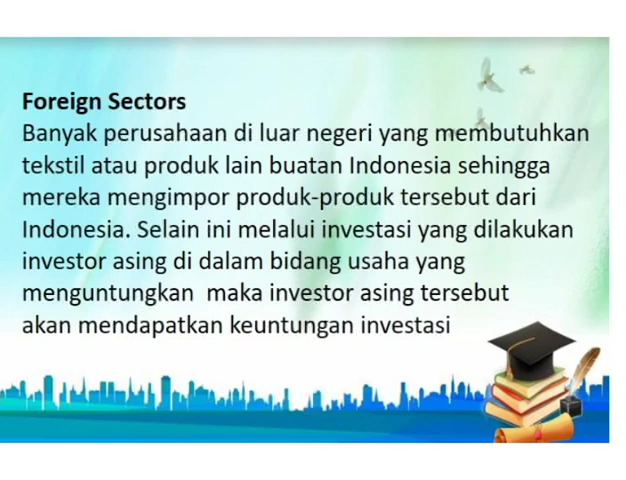 Foreign Sectors
Banyak perusahaan di luar negeri yang membutuhkan
tekstil atau produk lain buatan Indonesia sehingga
mereka mengimpor produk-produk tersebut dari
Indonesia. Selain ini melalui investasi yang dilakukan
investor asing di dalam bidang usaha yang
menguntungkan  maka investor asing tersebut
akan mendapatkan keuntungan investasi